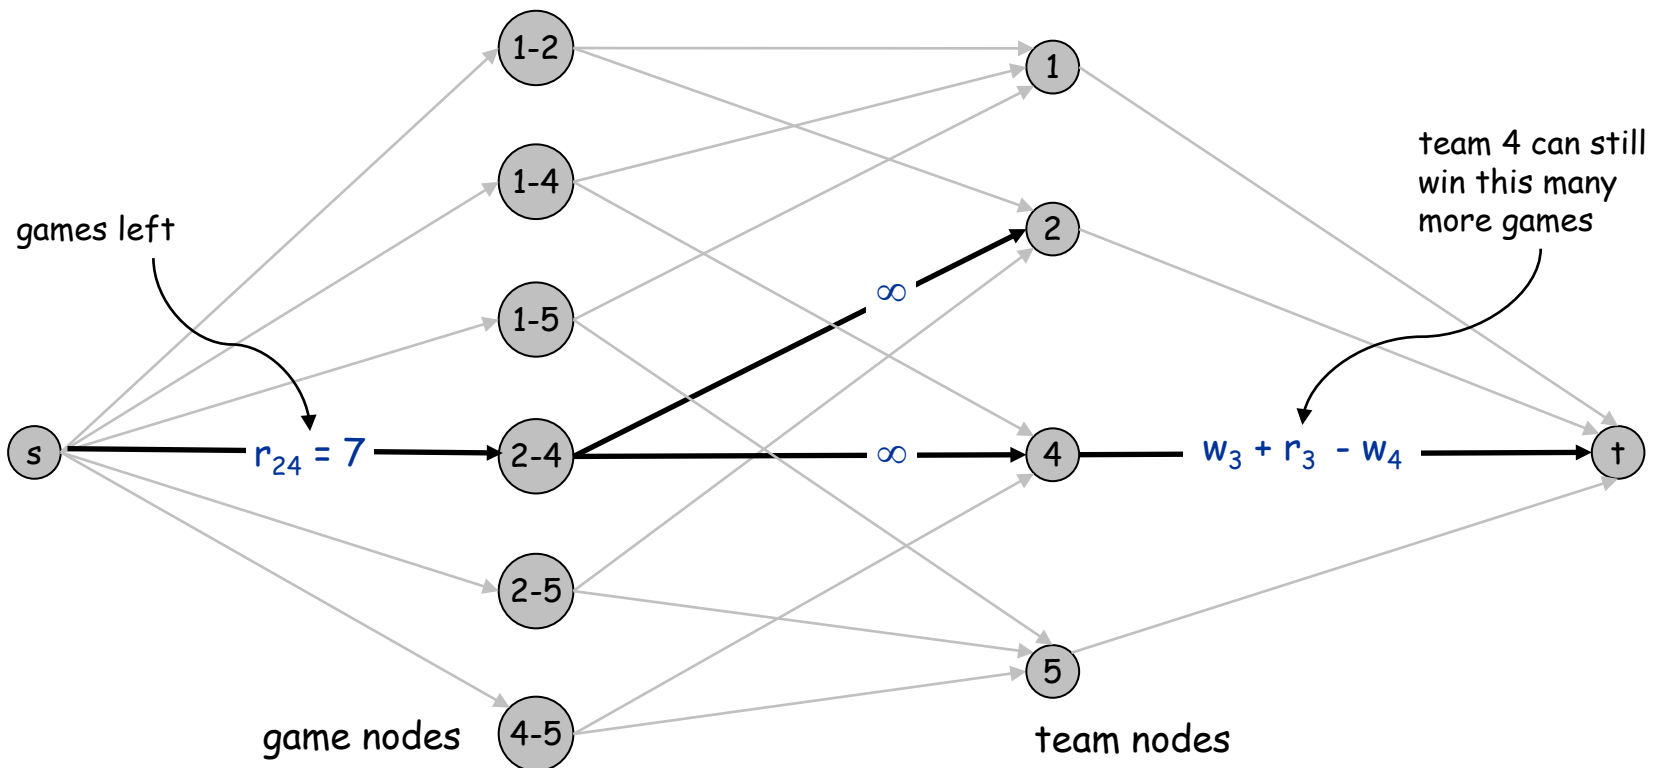 1-2
1
team 4 can still
win this many
more games
1-4
games left
2
∞
1-5
s
r₂₄ = 7
2-4
∞
4
w₃ + r₃ - w₄
t
2-5
5
game nodes
4-5
team nodes